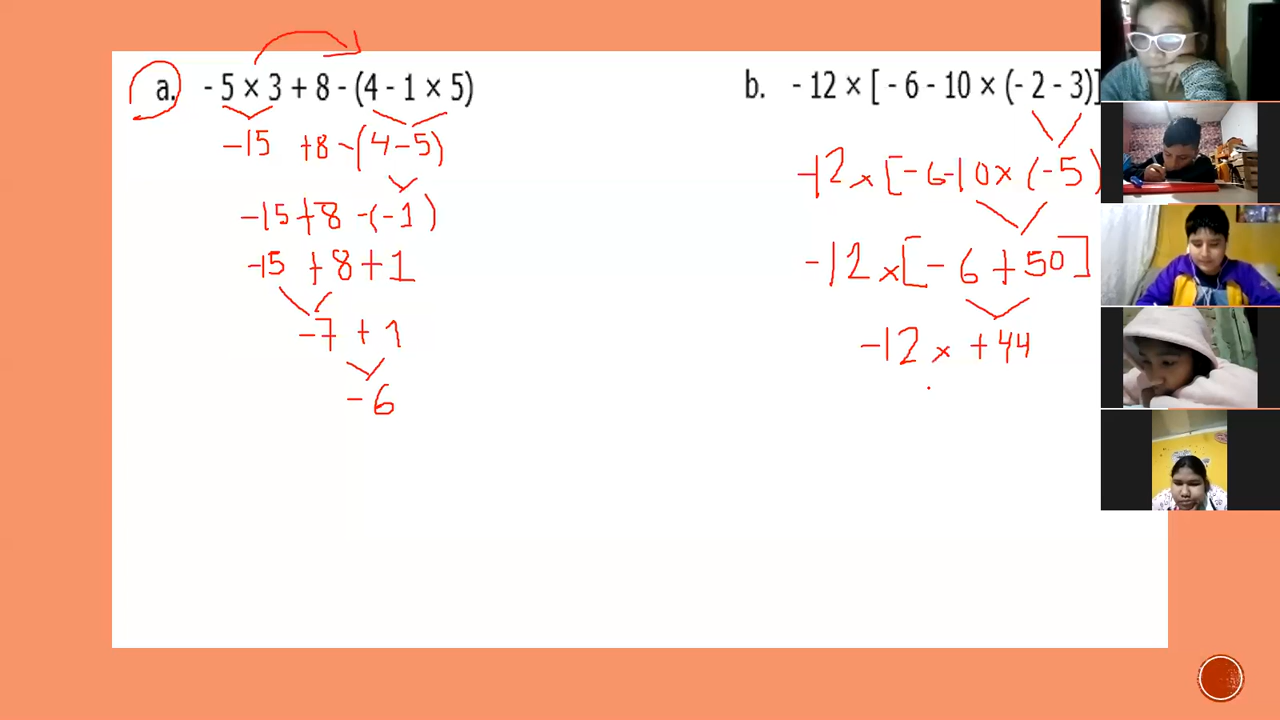 a. - 5 × 3 + 8 - (4 - 1 × 5)
-15 +8 -(4-5)
-15+8 -(-1)
-15 +8+1
-7 + 1
-6
b. - 12 × [ - 6 - 10 × (- 2 - 3)]
-12 × [-6-10× (-5)
-12 ×[-6 +50]
-12 × +44